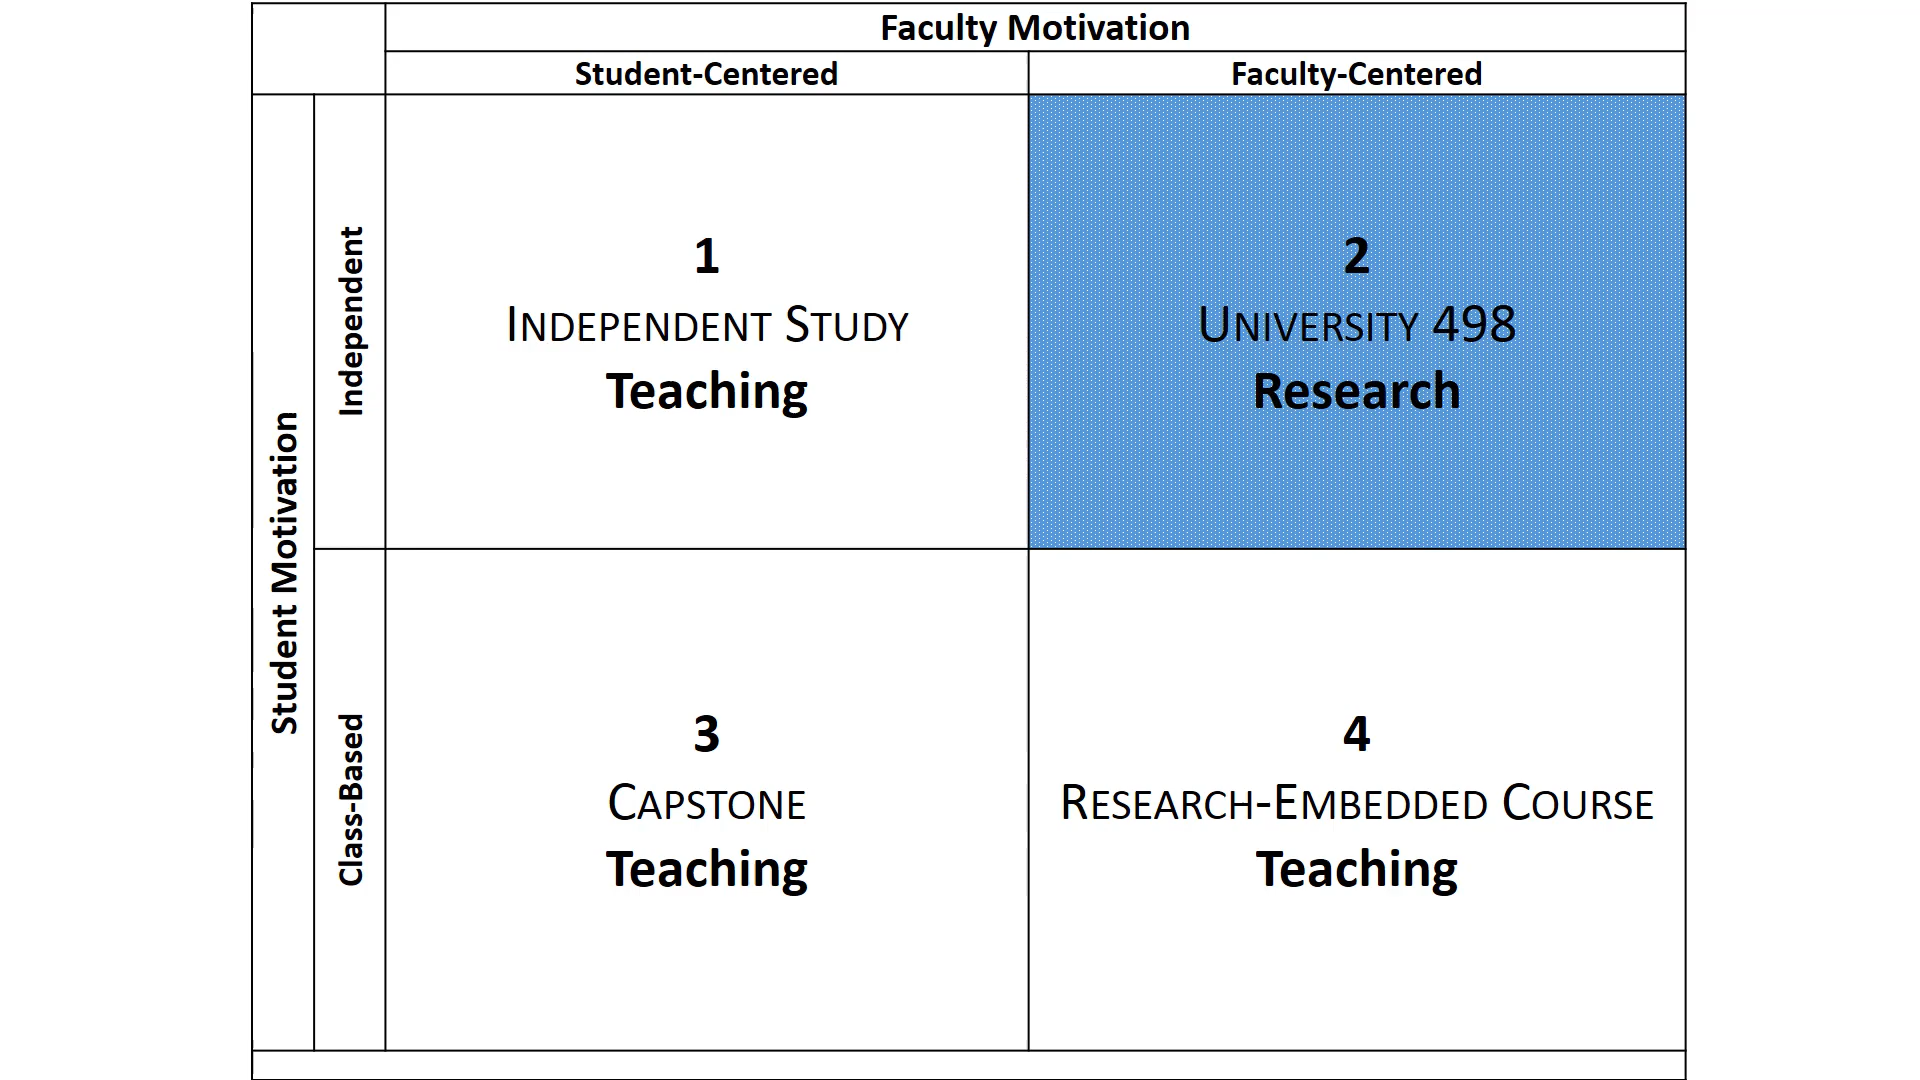 Faculty Motivation
Student-Centered
Faculty-Centered
Student Motivation
Independent
1
INDEPENDENT STUDY
Teaching
2
UNIVERSITY 498
Research
Class-Based
3
CAPSTONE
Teaching
4
RESEARCH-EMBEDDED COURSE
Teaching